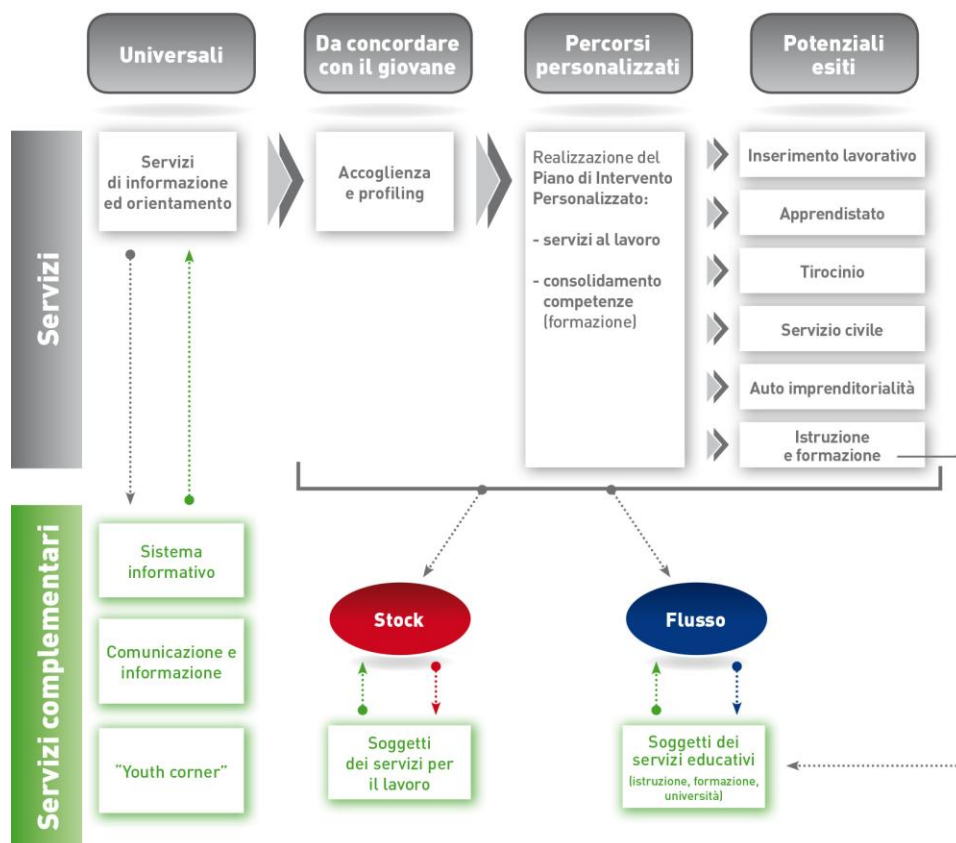 Universali
Da concordare
con il giovane
Percorsi
personalizzati
Potenziali
esiti
Servizi
Servizi
di informazione
ed orientamento
Accoglienza
e profiling
Realizzazione del
Piano di Intervento
Personalizzato:
- servizi al lavoro
- consolidamento
competenze
(formazione)
Inserimento lavorativo
Apprendistato
Tirocinio
Servizio civile
Auto imprenditorialità
Istruzione
e formazione
Servizi complementari
Sistema
informativo
Comunicazione e
informazione
"Youth corner"
Stock
Soggetti
dei servizi per
il lavoro
Flusso
Soggetti dei
servizi educativi
(istruzione, formazione,
università)